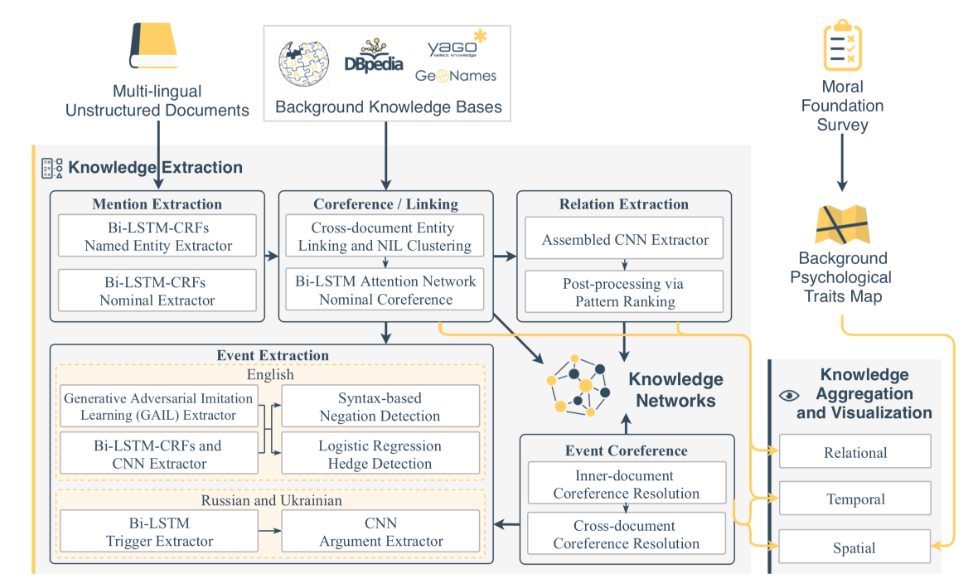 Multi-lingual
Unstructured Documents
DBpedia
yAGO
select knowledge
GeoNames
Background Knowledge Bases
Moral
Foundation
Survey
Knowledge Extraction
Mention Extraction
Bi-LSTM-CRFs
Named Entity Extractor
Bi-LSTM-CRFs
Nominal Extractor
Coreference / Linking
Cross-document Entity
Linking and NIL Clustering
Bi-LSTM Attention Network
Nominal Coreference
Relation Extraction
Assembled CNN Extractor
Post-processing via
Pattern Ranking
Background
Psychological
Traits Map
Event Extraction
English
Generative Adversarial Imitation
Learning (GAIL) Extractor
Bi-LSTM-CRFs and
CNN Extractor
Syntax-based
Negation Detection
Logistic Regression
Hedge Detection
Russian and Ukrainian
Bi-LSTM
Trigger Extractor
CNN
Argument Extractor
Knowledge
Networks
Event Coreference
Inner-document
Coreference Resolution
Cross-document
Coreference Resolution
Knowledge
Aggregation
and Visualization
Relational
Temporal
Spatial